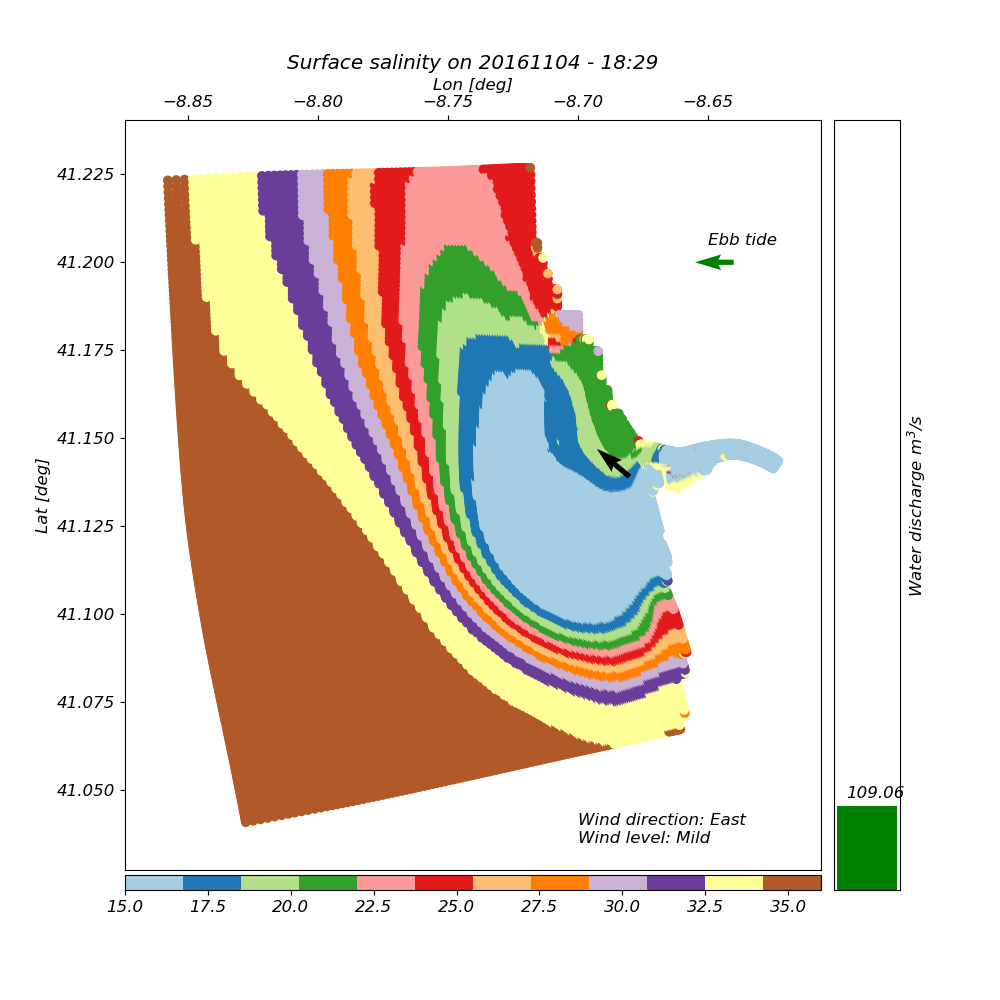 Surface salinity on 20161104 - 18:29
Lon [deg]
−8.85 −8.80 −8.75 −8.70 −8.65
41.225
41.200
41.175
41.150
41.125
41.100
41.075
41.050
Lat [deg]
Ebb tide
Wind direction: East
Wind level: Mild
15.0 17.5 20.0 22.5 25.0 27.5 30.0 32.5 35.0
Water discharge m³/s
109.06